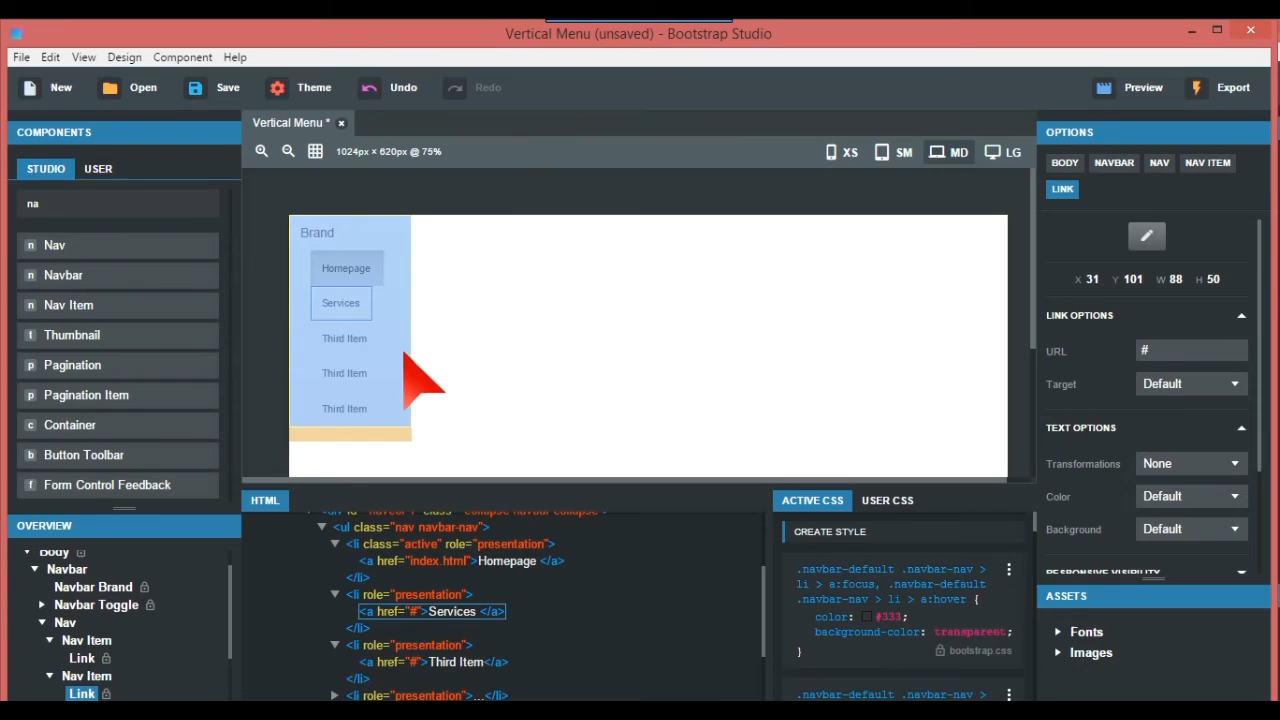 Vertical Menu (unsaved) - Bootstrap Studio
File Edit View Design Component Help
New Open Save Theme Undo Redo Preview Export
COMPONENTS
STUDIO USER
na
n Nav
n Navbar
n Nav Item
t Thumbnail
p Pagination
p Pagination Item
c Container
b Button Toolbar
f Form Control Feedback
OVERVIEW
Body
Navbar
Navbar Brand
Navbar Toggle
Nav
Nav Item
Link
Nav Item
Link
Vertical Menu *
1024px × 620px @ 75%
XS SM MD LG
Brand
Homepage
Services
Third Item
Third Item
Third Item
HTML
<ul class="nav navbar-nav">
<li class="active" role="presentation">
<a href="index.html">Homepage </a>
</li>
<li role="presentation">
<a href="#">Services </a>
</li>
<li role="presentation">
<a href="#">Third Item</a>
</li>
<li role="presentation">...</li>
ACTIVE CSS USER CSS
CREATE STYLE
.navbar-default .navbar-nav >
li > a:focus, .navbar-default
.navbar-nav > li > a:hover {
color: #333;
background-color: transparent;
}
bootstrap.css
.navbar-default .navbar-nav >
OPTIONS
BODY NAVBAR NAV NAV ITEM
LINK
X 31 Y 101 W 88 H 50
LINK OPTIONS
URL #
Target Default
TEXT OPTIONS
Transformations None
Color Default
Background Default
RESPONSIVE VISIBILITY
ASSETS
Fonts
Images